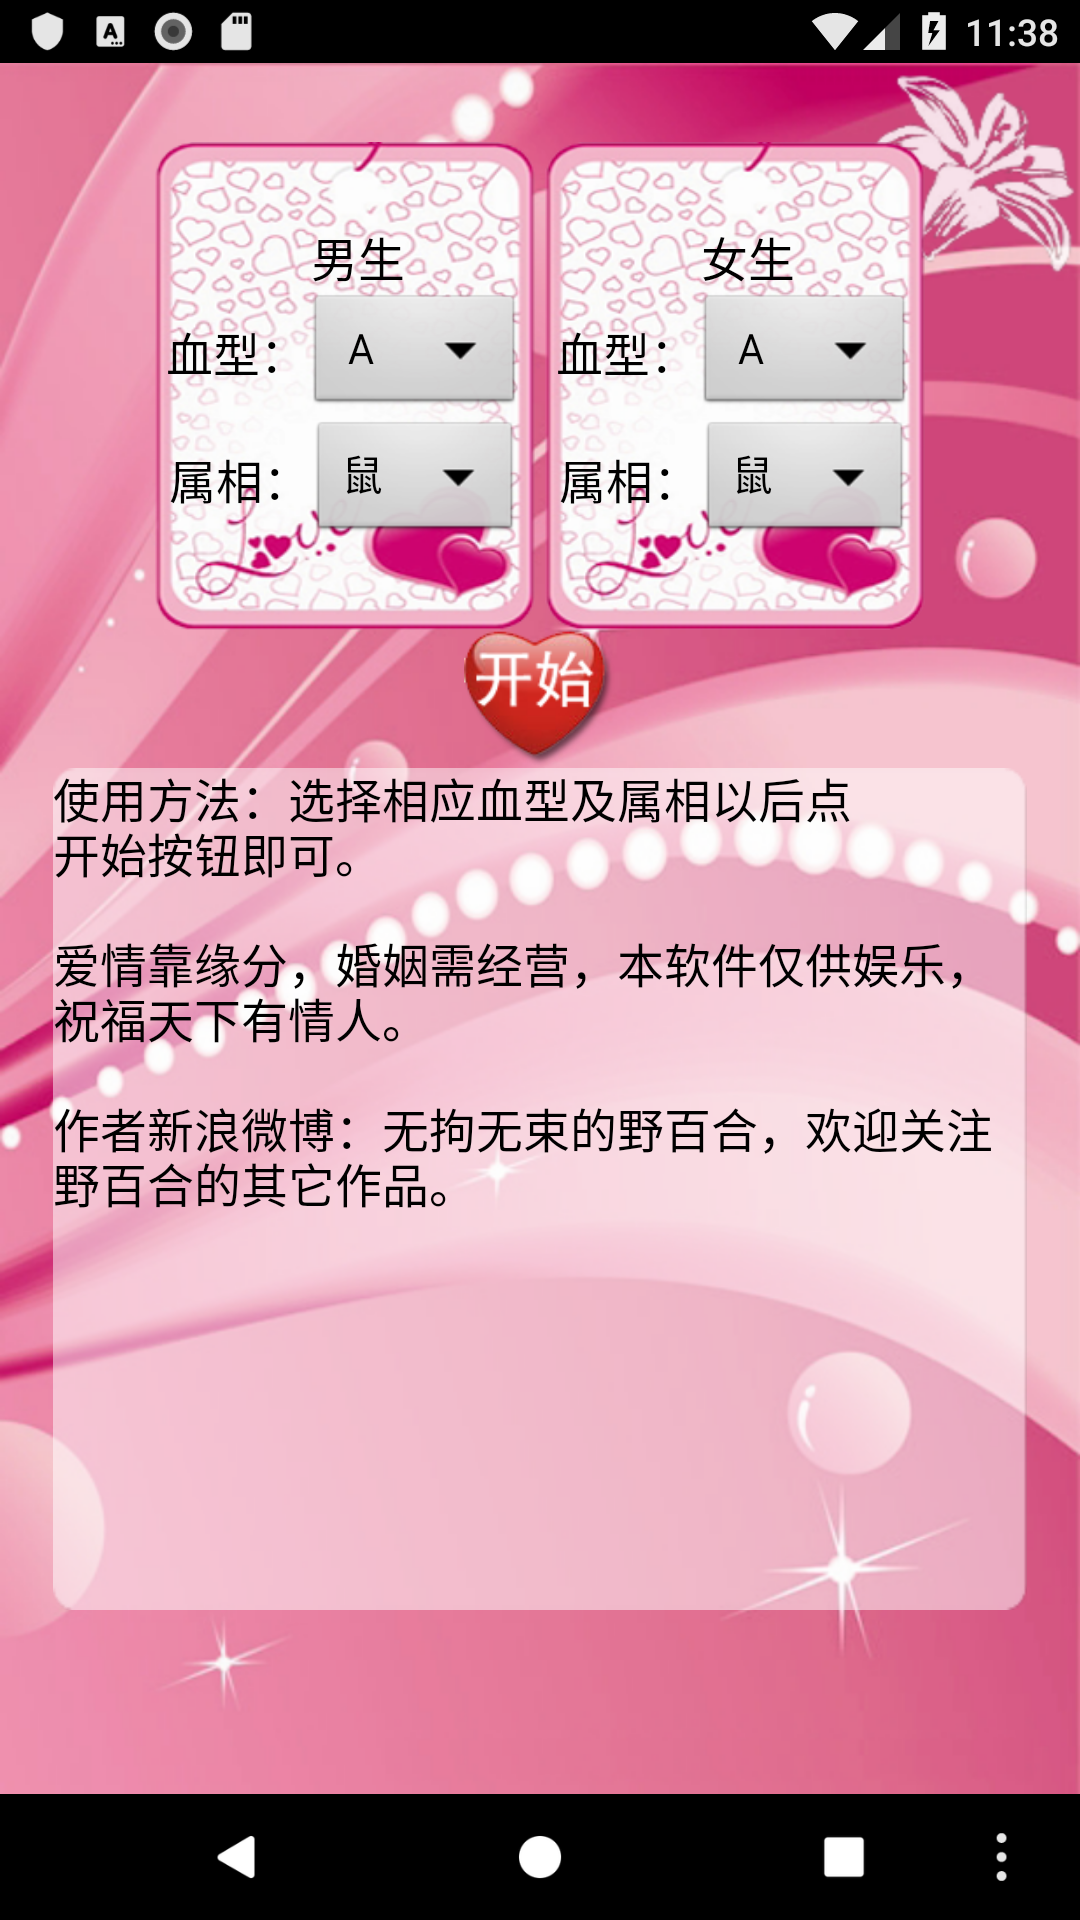 11:38
男生
女生
血型： A
血型： A
属相： 鼠
属相： 鼠
Love
Love
开始
使用方法：选择相应血型及属相以后点
开始按钮即可。
爱情靠缘分，婚姻需经营，本软件仅供娱乐，
祝福天下有情人。
作者新浪微博：无拘无束的野百合，欢迎关注
野百合的其它作品。